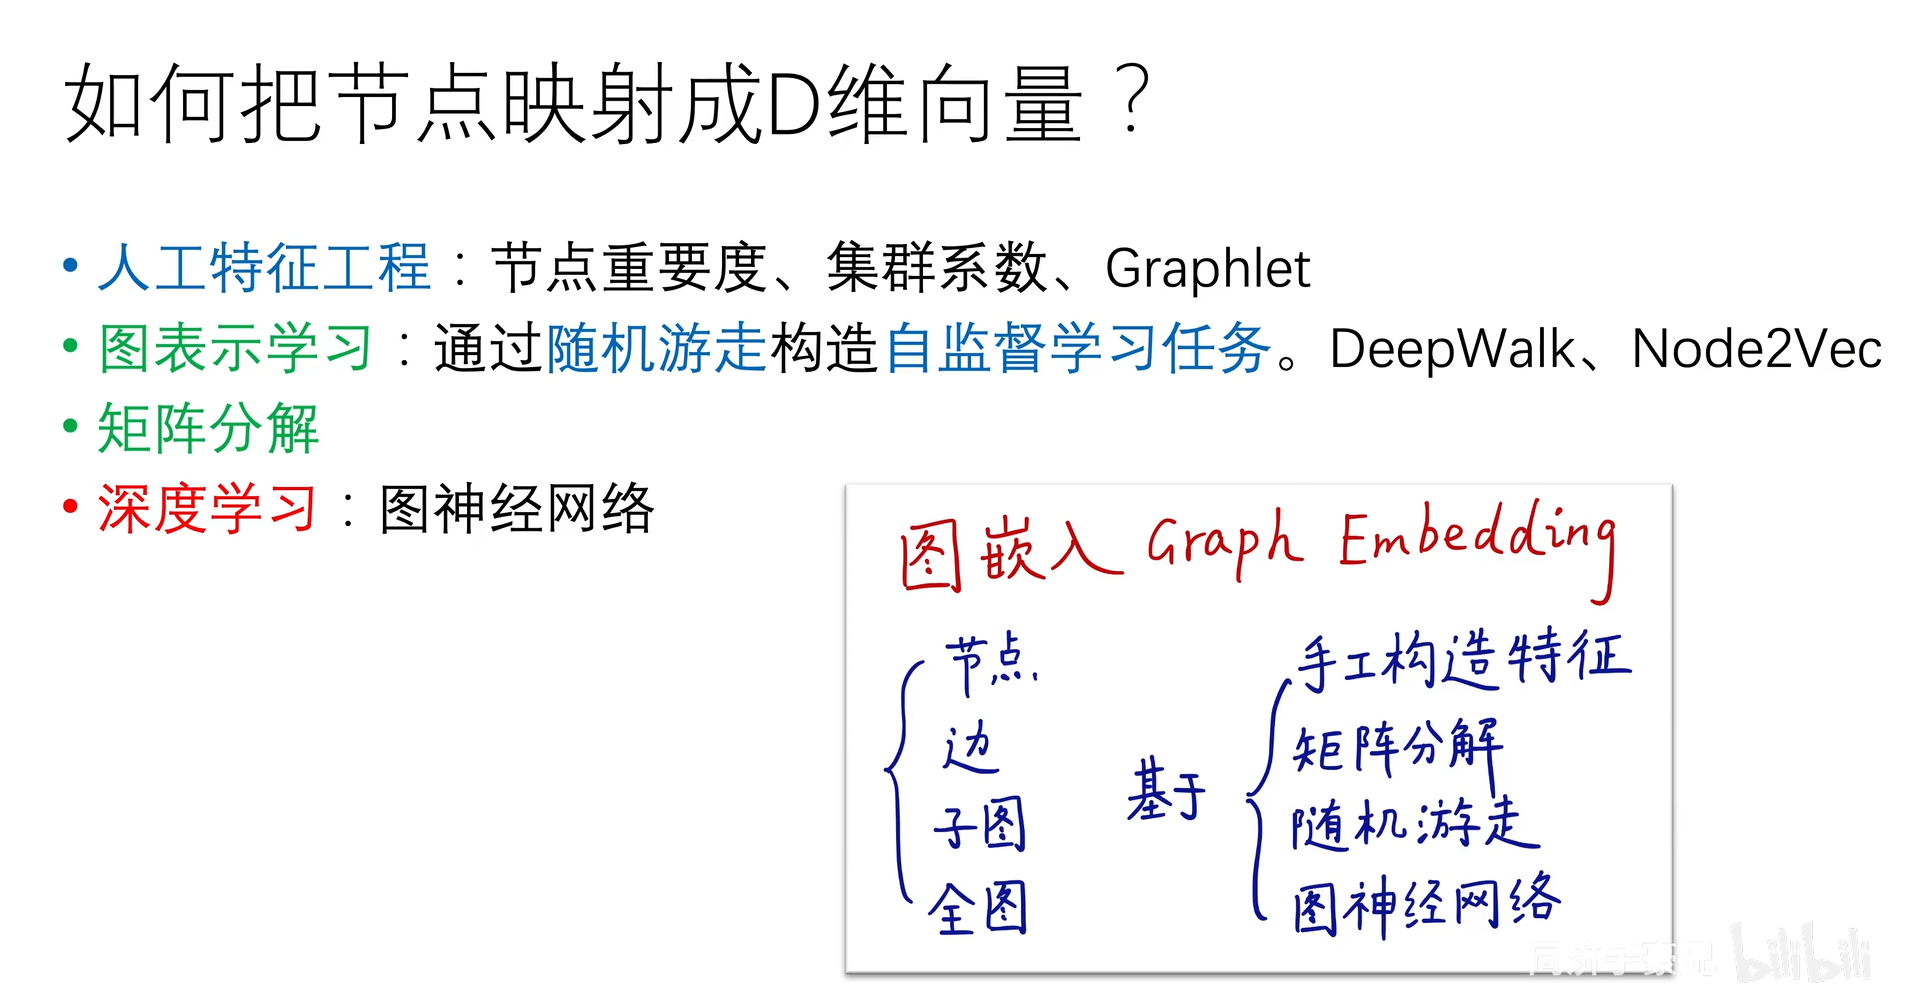 如何把节点映射成D维向量？
• 人工特征工程：节点重要度、集群系数、Graphlet
• 图表示学习：通过随机游走构造自监督学习任务。DeepWalk、Node2Vec
• 矩阵分解
• 深度学习：图神经网络
图嵌入 Graph Embedding
节点
边
子图
全图
基于
手工构造特征
矩阵分解
随机游走
图神经网络
同济子豪兄 bilibili